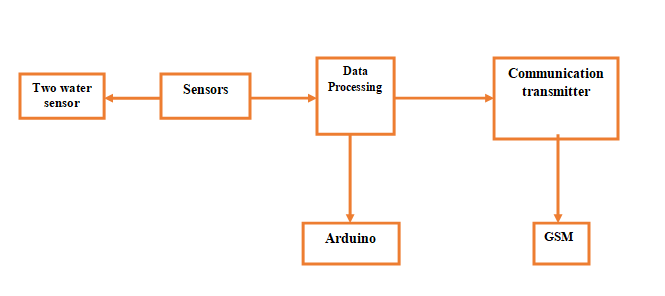 Two water
sensor
Sensors
Data
Processing
Communication
transmitter
Arduino
GSM